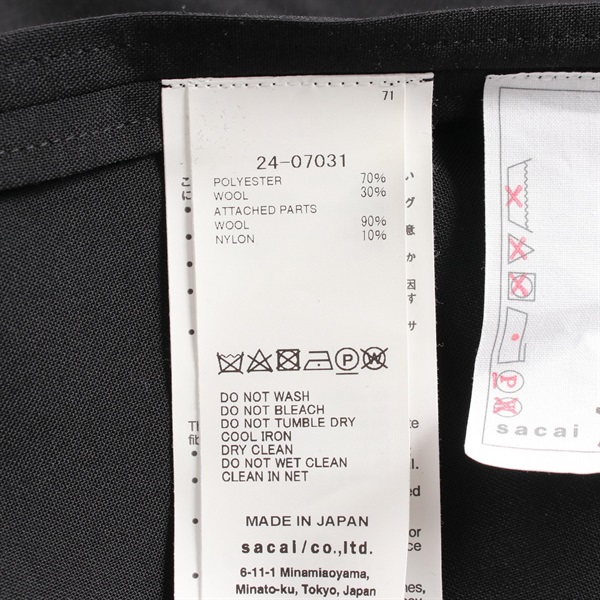 71
24-07031
POLYESTER 70%
WOOL 30%
ATTACHED PARTS
WOOL 90%
NYLON 10%
DO NOT WASH
DO NOT BLEACH
DO NOT TUMBLE DRY
COOL IRON
DRY CLEAN
DO NOT WET CLEAN
CLEAN IN NET
MADE IN JAPAN
sacai/co.,ltd.
6-11-1 Minamiaoyama,
Minato-ku, Tokyo, Japan
sacai